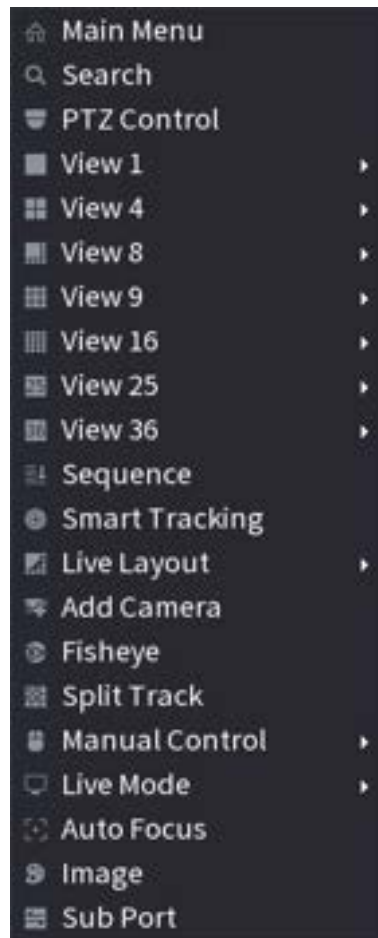 Main Menu
Search
PTZ Control
View 1
View 4
View 8
View 9
View 16
View 25
View 36
Sequence
Smart Tracking
Live Layout
Add Camera
Fisheye
Split Track
Manual Control
Live Mode
Auto Focus
Image
Sub Port